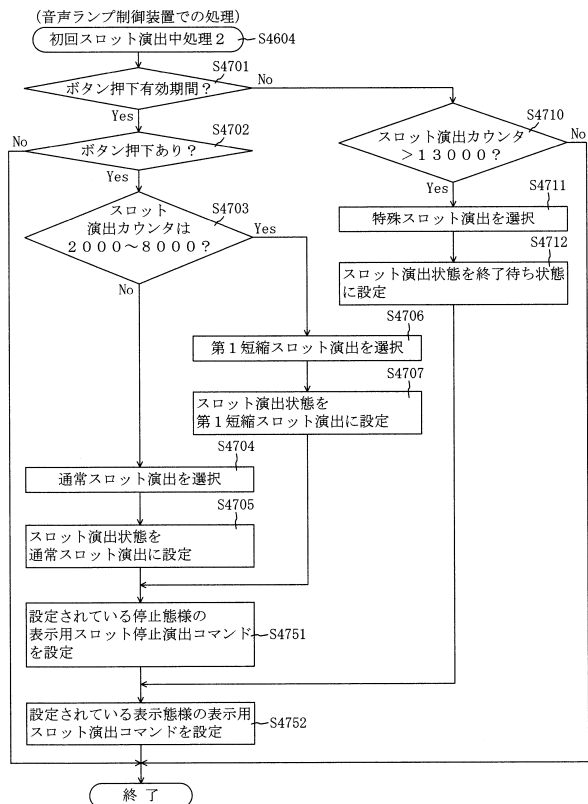 (音声ランプ制御装置での処理)
初回スロット演出中処理2
S4604
S4701
ボタン押下有効期間?
No
Yes
S4702
No
ボタン押下あり?
Yes
S4710
スロット演出カウンタ
>13000?
No
Yes
S4711
特殊スロット演出を選択
S4712
スロット演出状態を終了待ち状態
に設定
S4703
スロット
演出カウンタは
2000~8000?
Yes
No
S4706
第1短縮スロット演出を選択
S4707
スロット演出状態を
第1短縮スロット演出に設定
S4704
通常スロット演出を選択
S4705
スロット演出状態を
通常スロット演出に設定
設定されている停止態様の
表示用スロット停止演出コマンド
を設定
S4751
設定されている表示態様の表示用
スロット演出コマンドを設定
S4752
終了